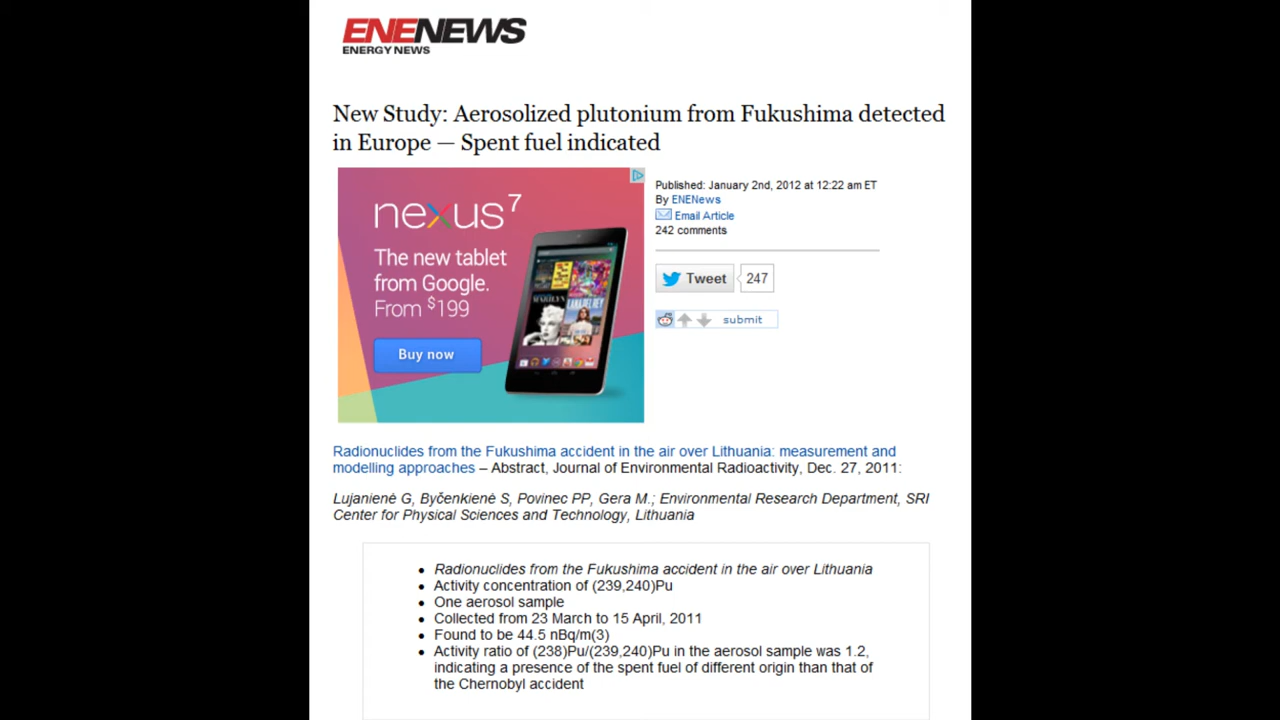 ENENEWS
ENERGY NEWS
New Study: Aerosolized plutonium from Fukushima detected
in Europe — Spent fuel indicated
nexus 7
The new tablet
from Google.
From $199
Buy now
Published: January 2nd, 2012 at 12:22 am ET
By ENENews
Email Article
242 comments
Tweet 247
submit
Radionuclides from the Fukushima accident in the air over Lithuania: measurement and
modelling approaches – Abstract, Journal of Environmental Radioactivity, Dec. 27, 2011:
Lujanienė G, Byčenkienė S, Povinec PP, Gera M.; Environmental Research Department, SRI
Center for Physical Sciences and Technology, Lithuania
• Radionuclides from the Fukushima accident in the air over Lithuania
• Activity concentration of (239,240)Pu
• One aerosol sample
• Collected from 23 March to 15 April, 2011
• Found to be 44.5 nBq/m(3)
• Activity ratio of (238)Pu/(239,240)Pu in the aerosol sample was 1.2,
indicating a presence of the spent fuel of different origin than that of
the Chernobyl accident